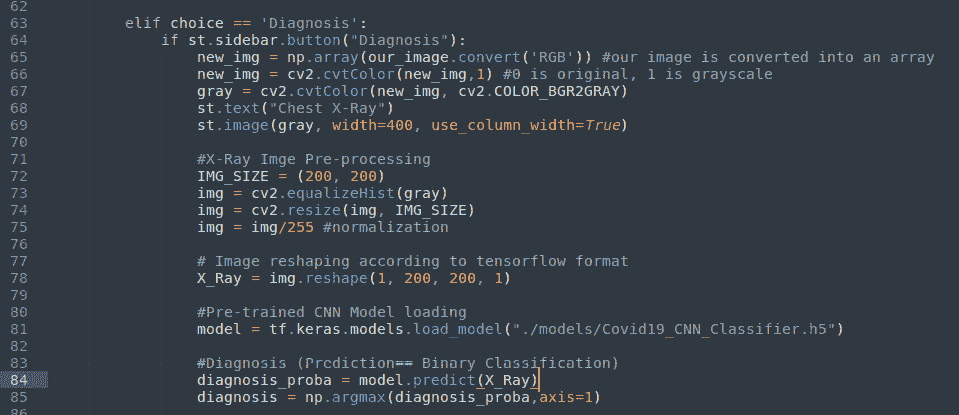 62
63 elif choice == 'Diagnosis':
64 if st.sidebar.button("Diagnosis"):
65 new_img = np.array(our_image.convert('RGB')) #our image is converted into an array
66 new_img = cv2.cvtColor(new_img,1) #0 is original, 1 is grayscale
67 gray = cv2.cvtColor(new_img, cv2.COLOR_BGR2GRAY)
68 st.text("Chest X-Ray")
69 st.image(gray, width=400, use_column_width=True)
70
71 #X-Ray Imge Pre-processing
72 IMG_SIZE = (200, 200)
73 img = cv2.equalizeHist(gray)
74 img = cv2.resize(img, IMG_SIZE)
75 img = img/255 #normalization
76
77 # Image reshaping according to tensorflow format
78 X_Ray = img.reshape(1, 200, 200, 1)
79
80 #Pre-trained CNN Model loading
81 model = tf.keras.models.load_model("./models/Covid19_CNN_Classifier.h5")
82
83 #Diagnosis (Prediction== Binary Classification)
84 diagnosis_proba = model.predict(X_Ray)
85 diagnosis = np.argmax(diagnosis_proba,axis=1)
86